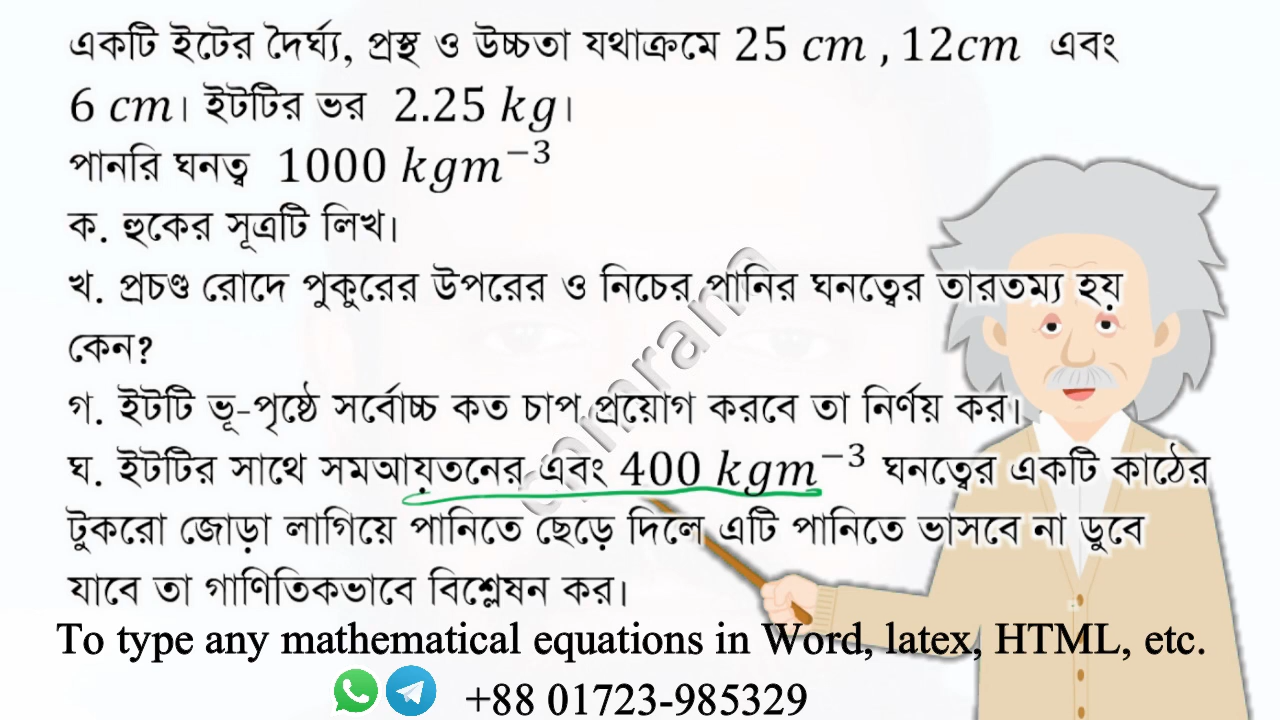 একটি ইটের দৈর্ঘ্য, প্রস্থ ও উচ্চতা যথাক্রমে 25 cm , 12cm এবং
6 cm। ইটটির ভর 2.25 kg।
পানরি ঘনত্ব 1000 kgm⁻³
ক. হুকের সূত্রটি লিখ।
খ. প্রচণ্ড রোদে পুকুরের উপরের ও নিচের পানির ঘনত্বের তারতম্য হয়
কেন?
গ. ইটটি ভূ-পৃষ্ঠে সর্বোচ্চ কত চাপ প্রয়োগ করবে তা নির্ণয় কর।
ঘ. ইটটির সাথে সমআয়তনের এবং 400 kgm⁻³ ঘনত্বের একটি কাঠের
টুকরো জোড়া লাগিয়ে পানিতে ছেড়ে দিলে এটি পানিতে ভাসবে না ডুবে
যাবে তা গাণিতিকভাবে বিশ্লেষন কর।
To type any mathematical equations in Word, latex, HTML, etc.
+88 01723-985329